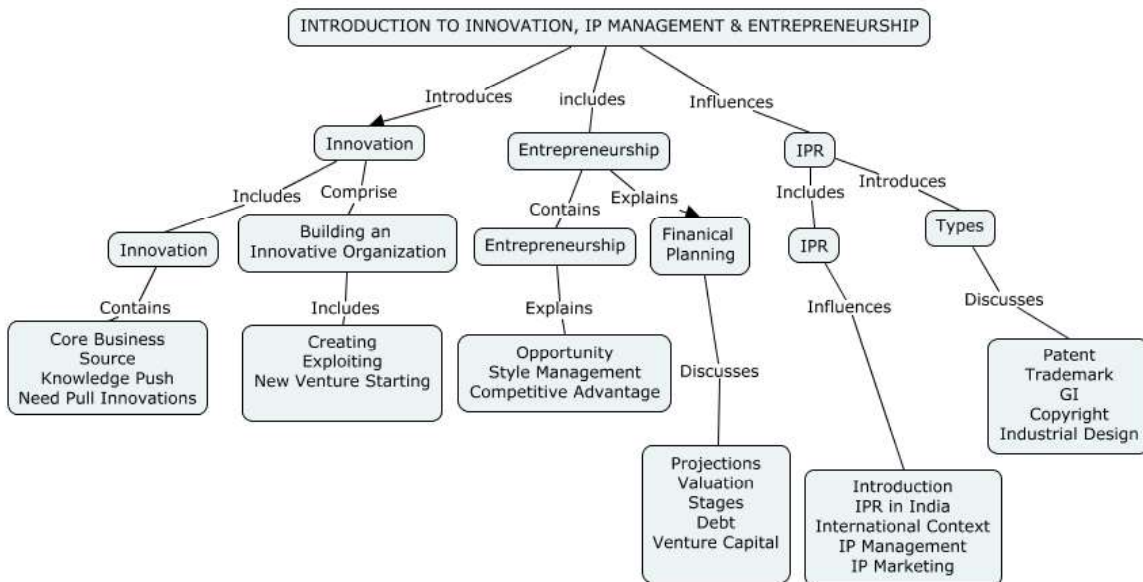 INTRODUCTION TO INNOVATION, IP MANAGEMENT & ENTREPRENEURSHIP
Introduces
includes
Influences
Innovation
Entrepreneurship
IPR
Includes
Comprise
Contains
Explains
Includes
Introduces
Innovation
Building an
Innovative Organization
Entrepreneurship
Finanical
Planning
IPR
Types
Contains
Includes
Explains
Discusses
Influences
Discusses
Core Business
Source
Knowledge Push
Need Pull Innovations
Creating
Exploiting
New Venture Starting
Opportunity
Style Management
Competitive Advantage
Projections
Valuation
Stages
Debt
Venture Capital
Introduction
IPR in India
International Context
IP Management
IP Marketing
Patent
Trademark
GI
Copyright
Industrial Design